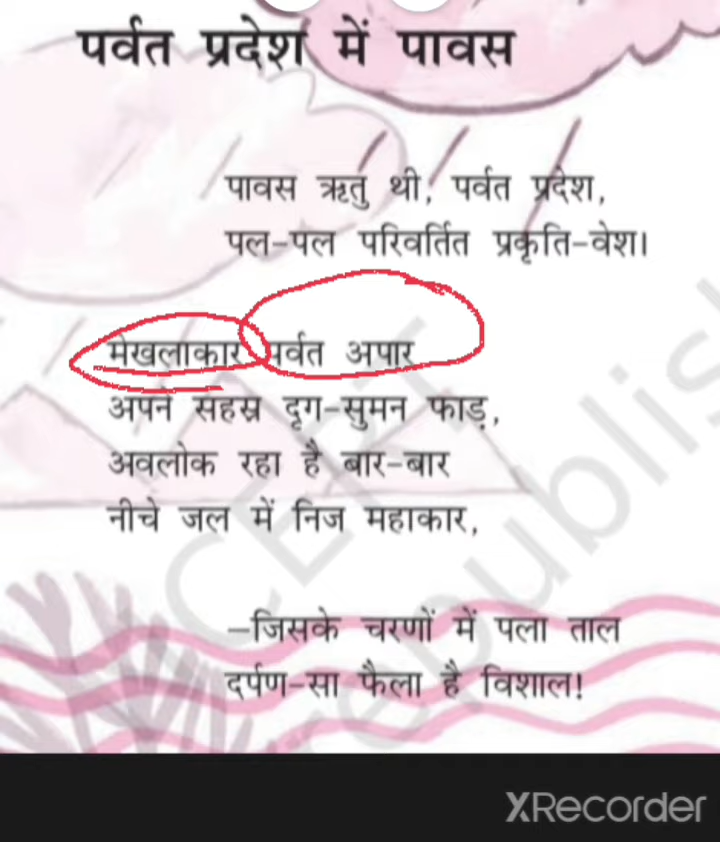 पर्वत प्रदेश में पावस
पावस ऋतु थी, पर्वत प्रदेश,
पल-पल परिवर्तित प्रकृति-वेश।
मेखलाकार पर्वत अपार
अपने सहस्र दृग-सुमन फाड़,
अवलोक रहा है बार-बार
नीचे जल में निज महाकार,
–जिसके चरणों में पला ताल
दर्पण-सा फैला है विशाल!
republis
XRecorder